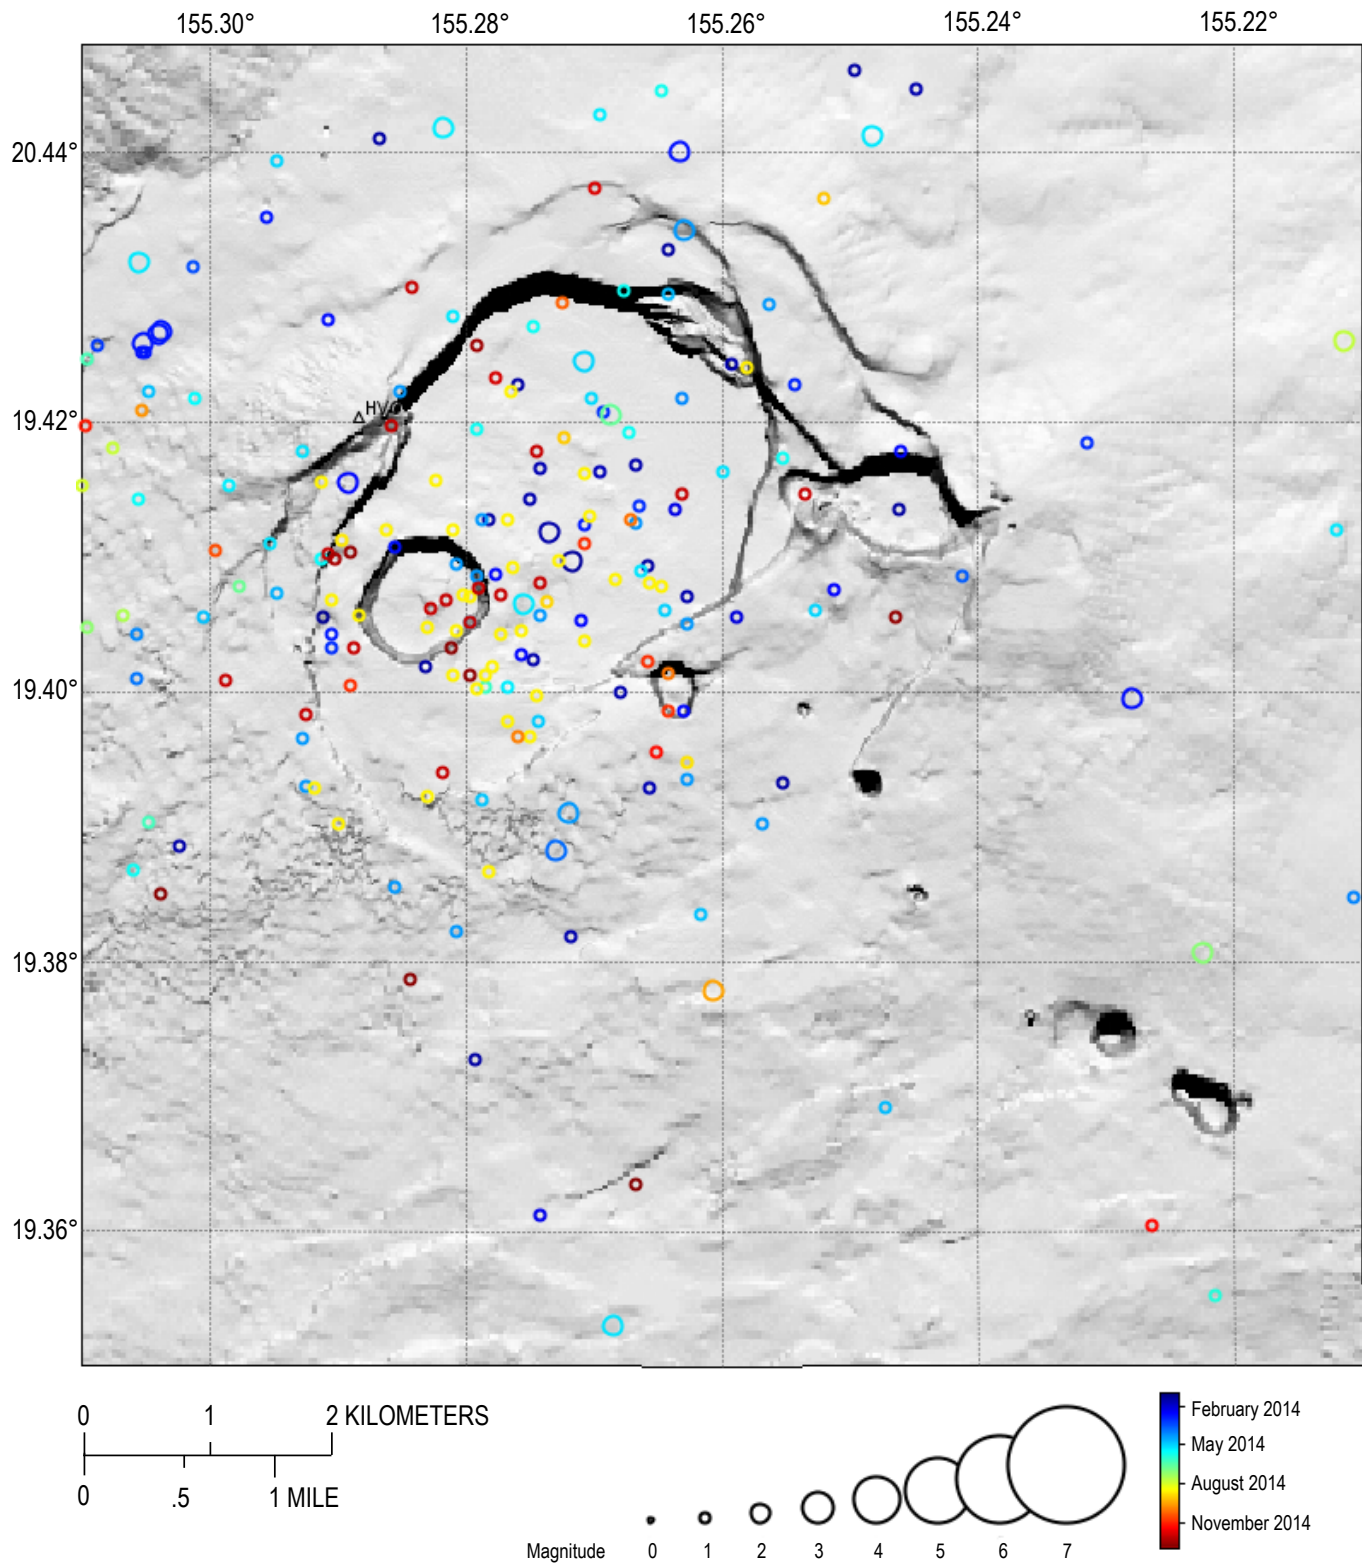 155.30° 155.28° 155.26° 155.24° 155.22°
20.44°
HVO
19.42°
19.40°
19.38°
19.36°
0 1 2 KILOMETERS
0 .5 1 MILE
February 2014
May 2014
August 2014
November 2014
Magnitude 0 1 2 3 4 5 6 7